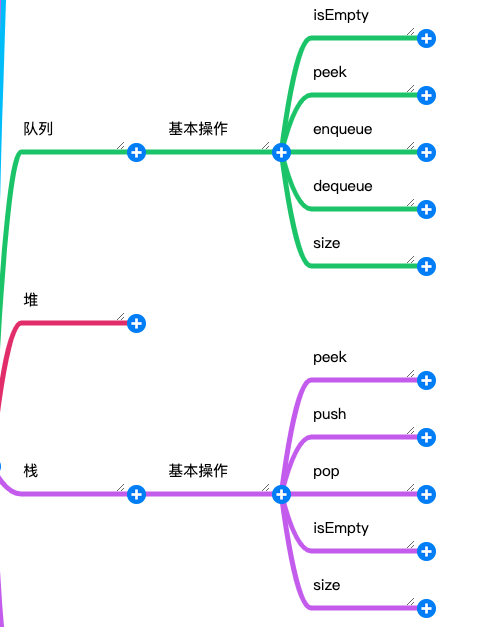 isEmpty
peek
队列
基本操作
enqueue
dequeue
size
堆
peek
push
栈
基本操作
pop
isEmpty
size